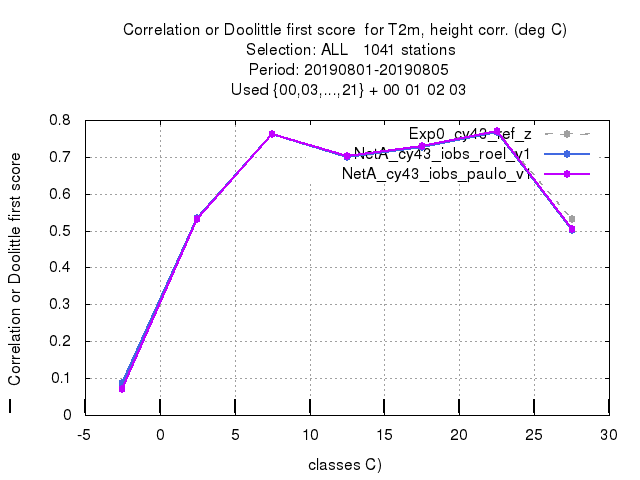 Correlation or Doolittle first score  for T2m, height corr. (deg C)
Selection: ALL   1041 stations
Period: 20190801-20190805
Used {00,03,...,21} + 00 01 02 03
Exp0_cy43_ref_z
NetA_cy43_iobs_roel_v1
NetA_cy43_iobs_paulo_v1
Correlation or Doolittle first score
0.8
0.7
0.6
0.5
0.4
0.3
0.2
0.1
0
-5 0 5 10 15 20 25 30
classes C)